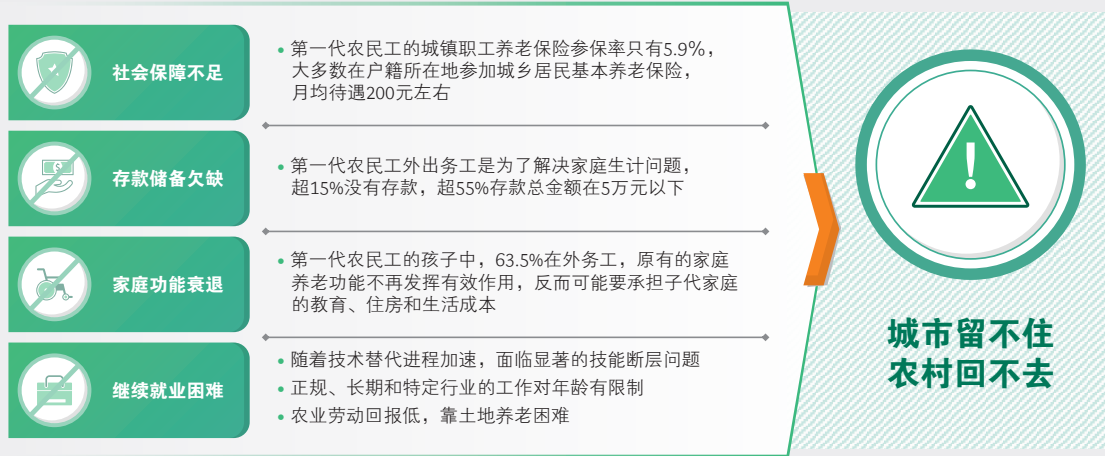 社会保障不足
• 第一代农民工的城镇职工养老保险参保率只有5.9%，
大多数在户籍所在地参加城乡居民基本养老保险，
月均待遇200元左右
存款储备欠缺
• 第一代农民工外出务工是为了解决家庭生计问题，
超15%没有存款，超55%存款总金额在5万元以下
家庭功能衰退
• 第一代农民工的孩子中，63.5%在外务工，原有的家庭
养老功能不再发挥有效作用，反而可能要承担子代家庭
的教育、住房和生活成本
继续就业困难
• 随着技术替代进程加速，面临显著的技能断层问题
• 正规、长期和特定行业的工作对年龄有限制
• 农业劳动回报低，靠土地养老困难
城市留不住
农村回不去